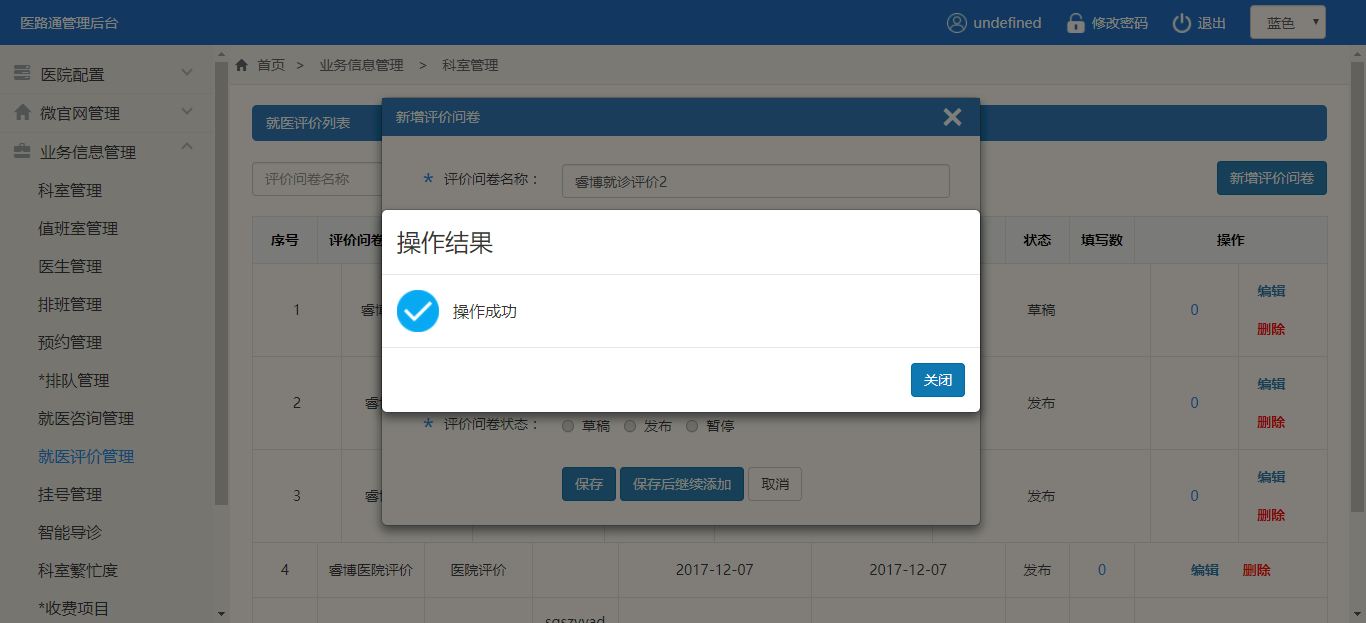 医路通管理后台
undefined 修改密码 退出 蓝色
医院配置
微官网管理
业务信息管理
科室管理
值班室管理
医生管理
排班管理
预约管理
*排队管理
就医咨询管理
就医评价管理
挂号管理
智能导诊
科室繁忙度
*收费项目
首页 > 业务信息管理 > 科室管理
就医评价列表
评价问卷名称
新增评价问卷
新增评价问卷
* 评价问卷名称：
睿博就诊评价2
操作结果
操作成功
关闭
* 评价问卷状态： 草稿 发布 暂停
保存 保存后继续添加 取消
序号 评价问卷 状态 填写数 操作
1 草稿 0 编辑 删除
2 发布 0 编辑 删除
3 发布 0 编辑 删除
4 睿博医院评价 医院评价 2017-12-07 2017-12-07 发布 0 编辑 删除